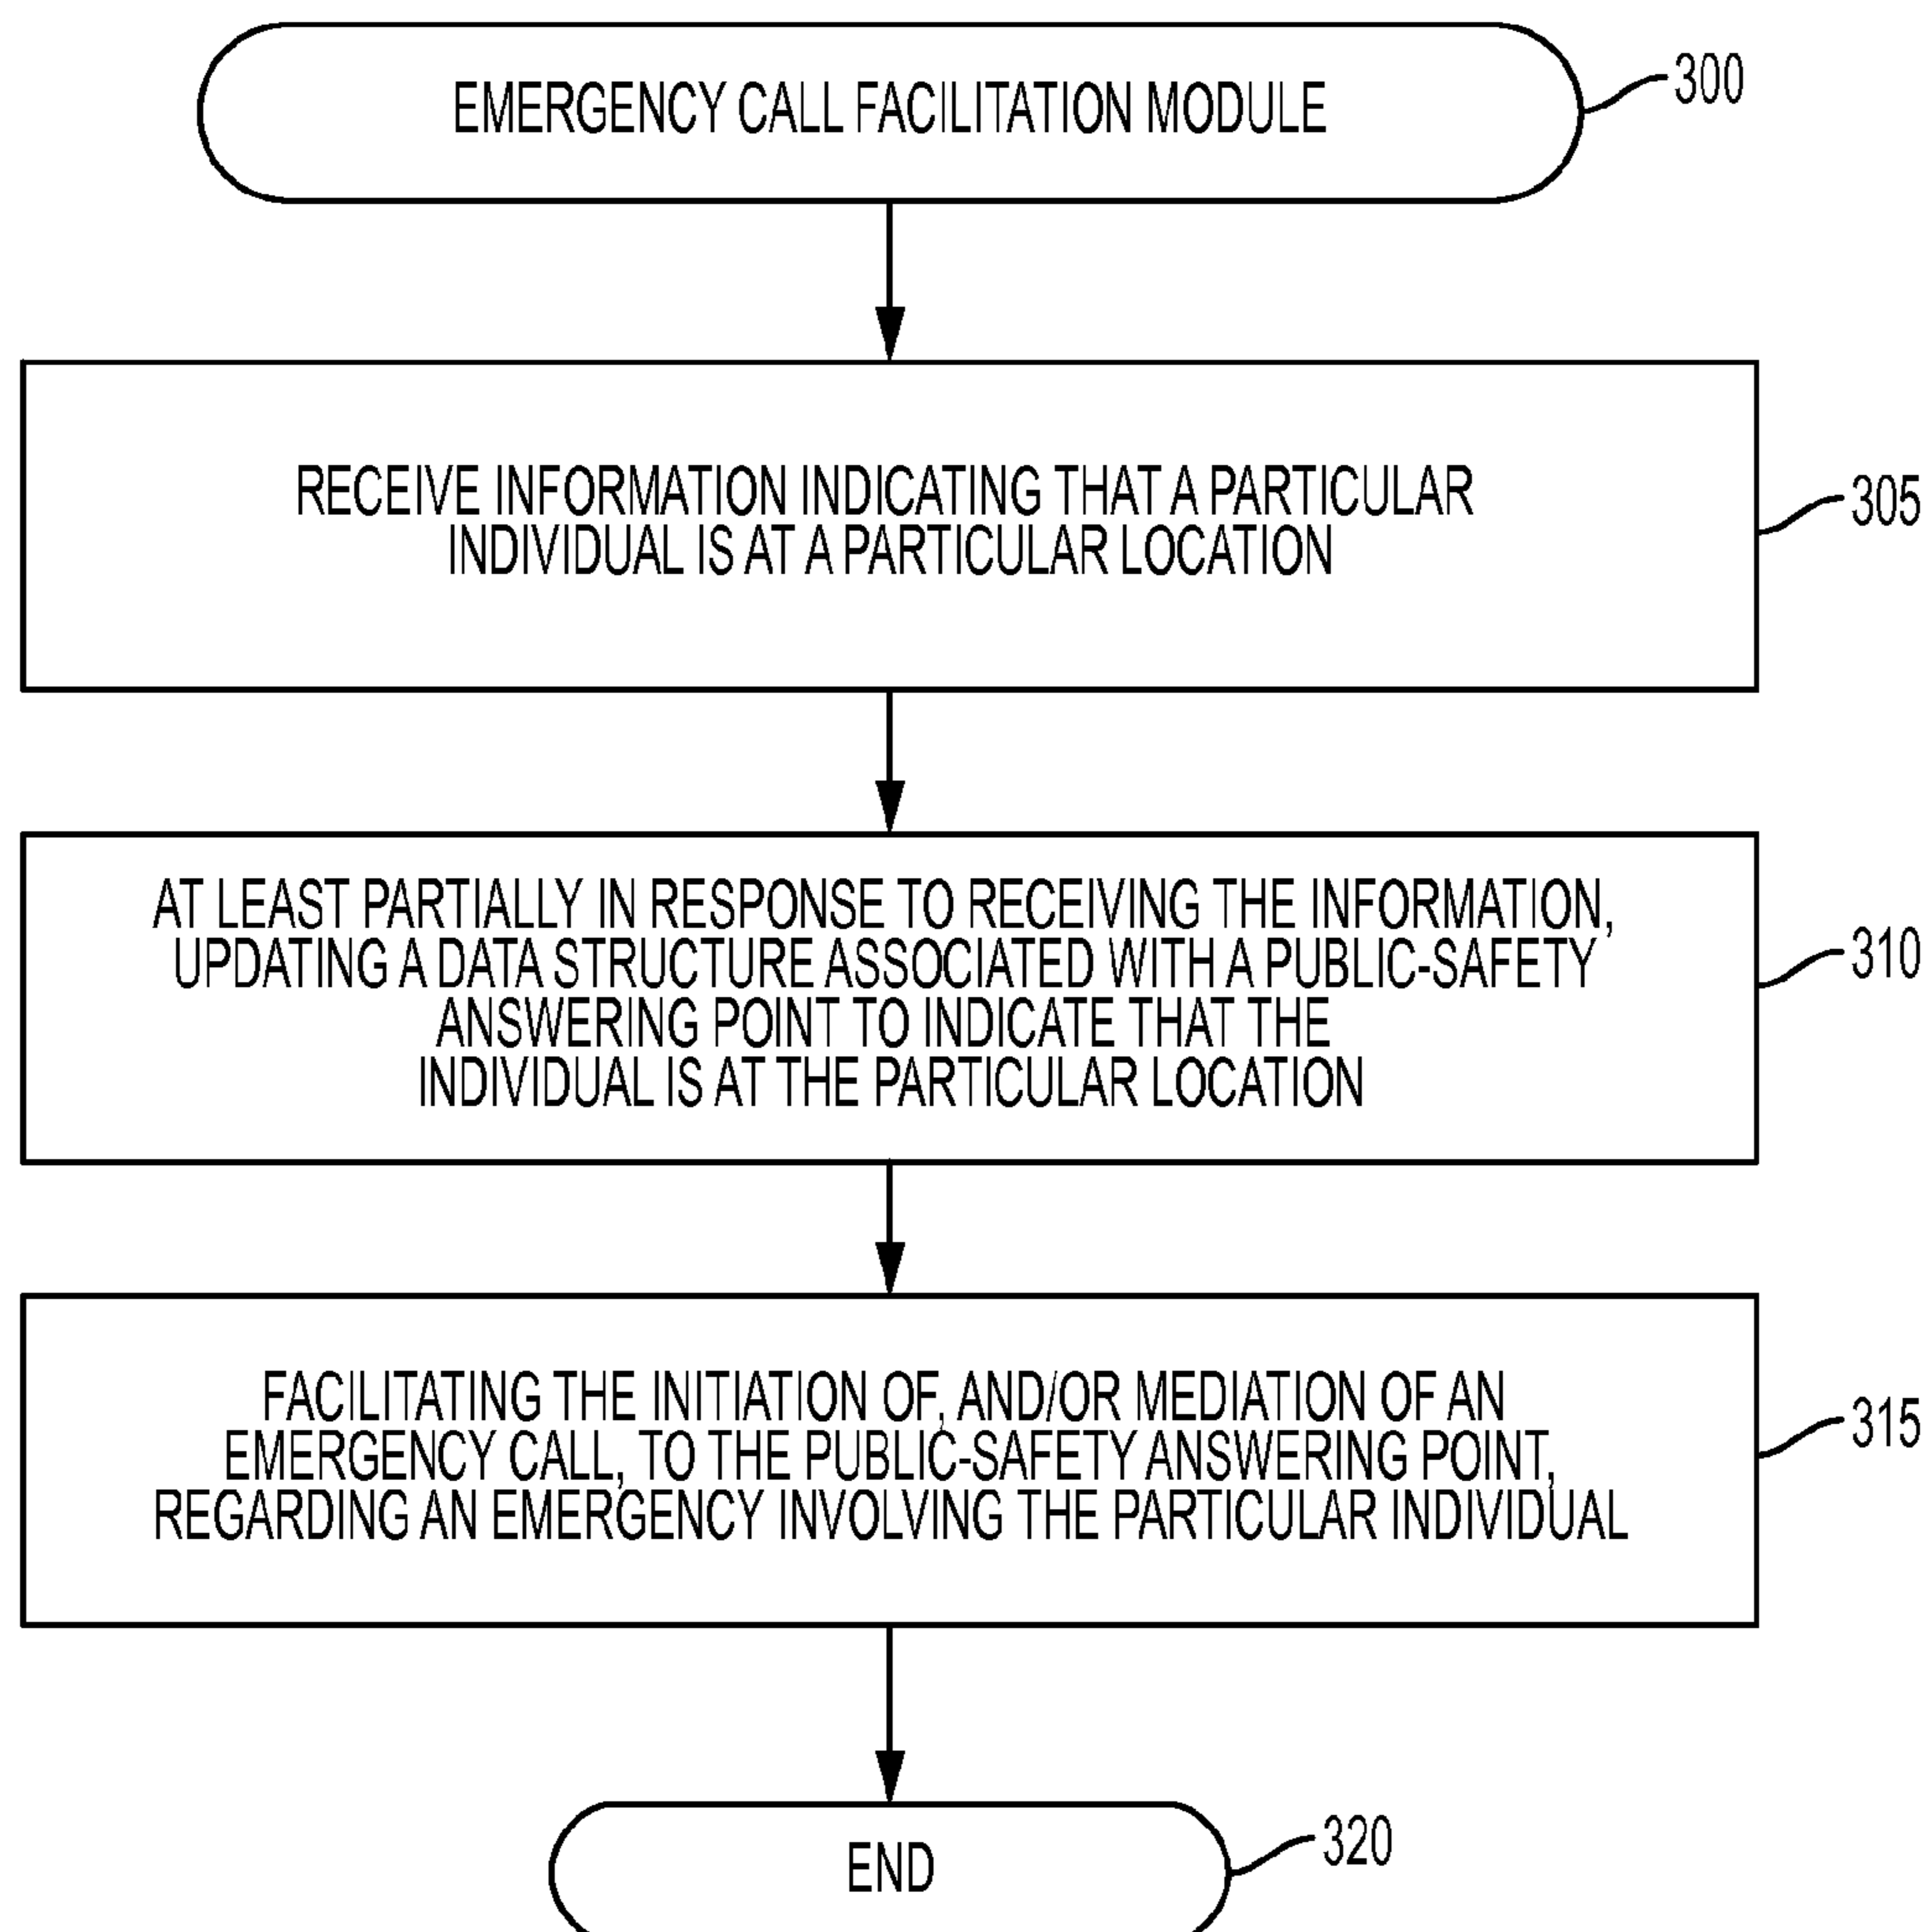 EMERGENCY CALL FACILITATION MODULE
300
RECEIVE INFORMATION INDICATING THAT A PARTICULAR
INDIVIDUAL IS AT A PARTICULAR LOCATION
305
AT LEAST PARTIALLY IN RESPONSE TO RECEIVING THE INFORMATION,
UPDATING A DATA STRUCTURE ASSOCIATED WITH A PUBLIC-SAFETY
ANSWERING POINT TO INDICATE THAT THE
INDIVIDUAL IS AT THE PARTICULAR LOCATION
310
FACILITATING THE INITIATION OF, AND/OR MEDIATION OF AN
EMERGENCY CALL, TO THE PUBLIC-SAFETY ANSWERING POINT,
REGARDING AN EMERGENCY INVOLVING THE PARTICULAR INDIVIDUAL
315
END
320